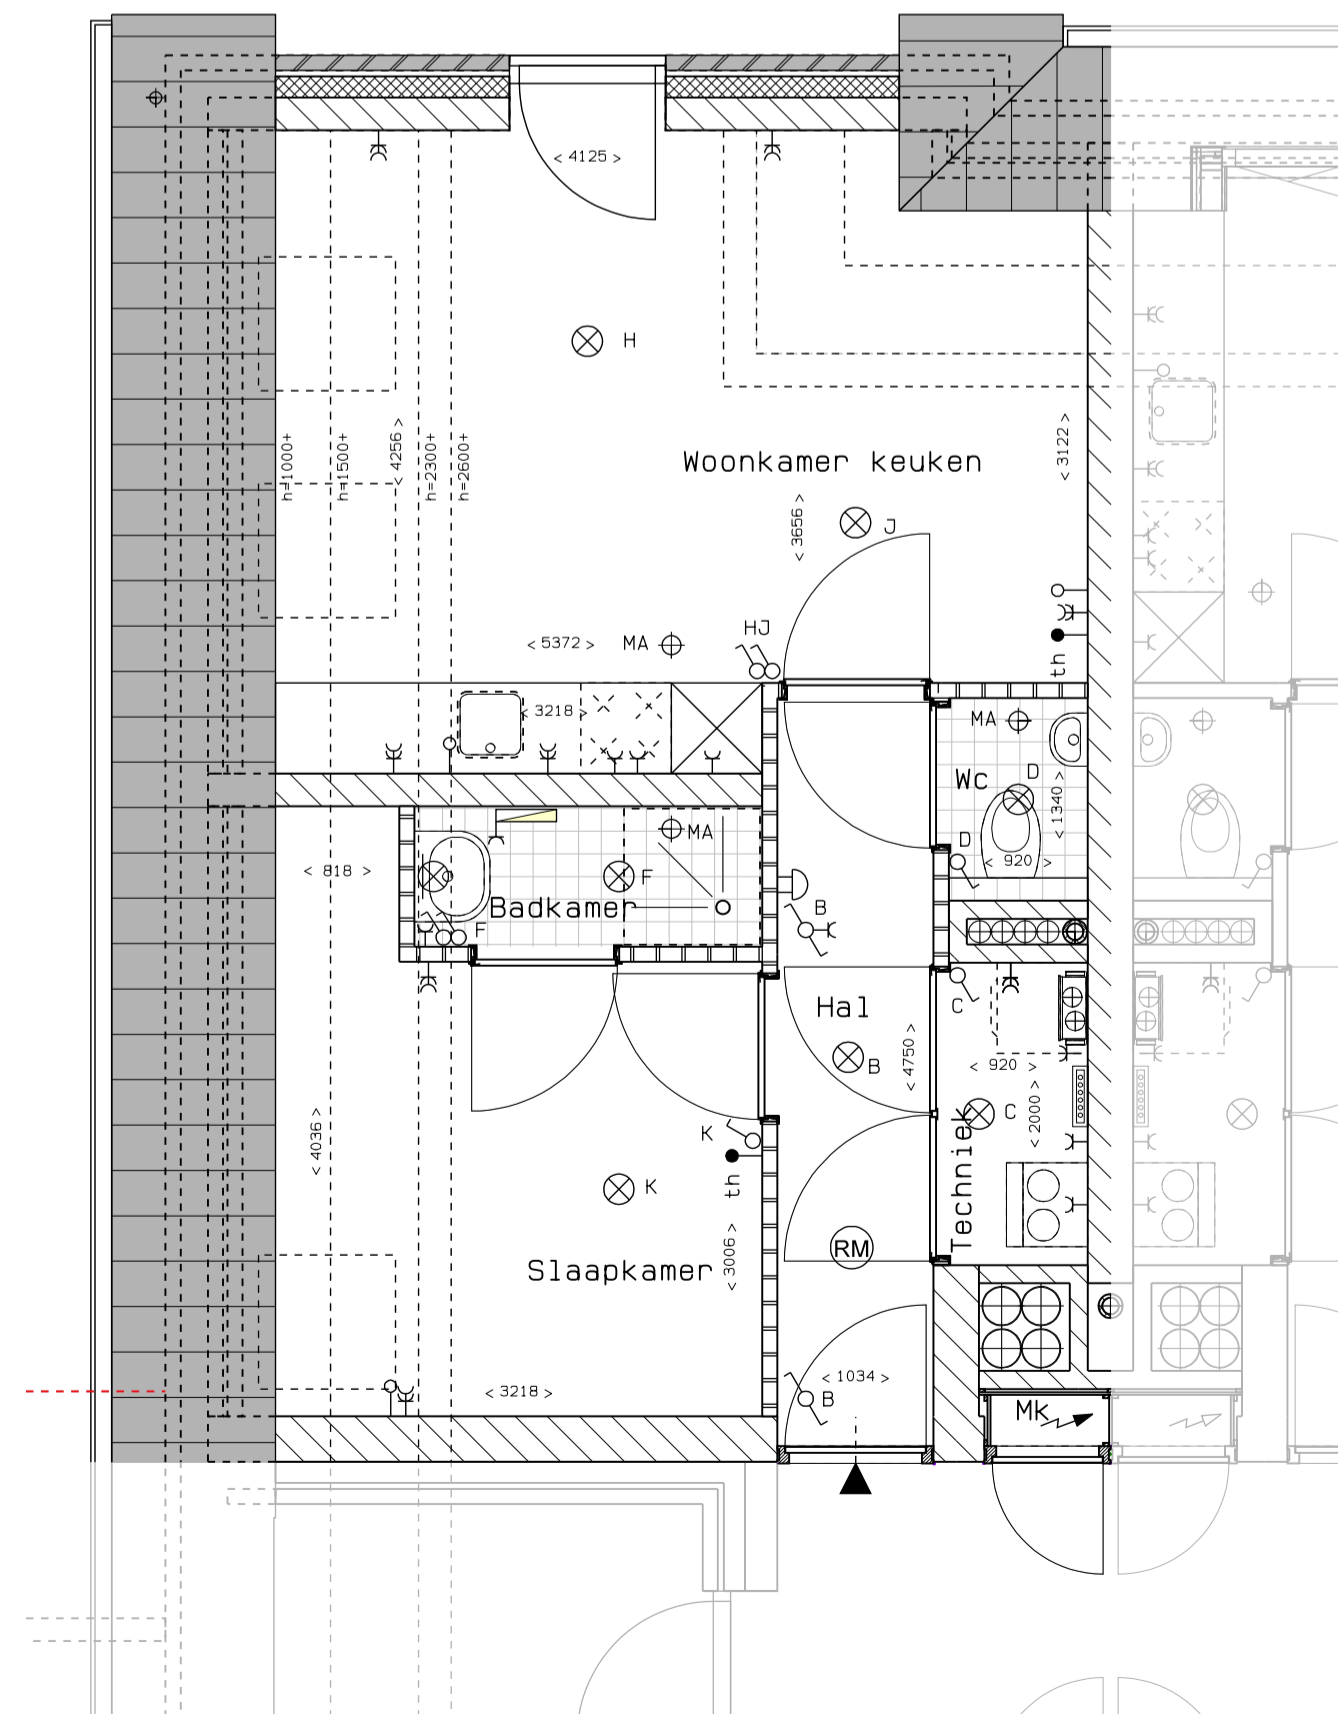 < 4125 >
H
h=1000+
h=1500+
< 4256 >
h=2300+
h=2600+
Woonkamer keuken
< 3122 >
< 3656 >
J
HJ
< 5372 >
MA
th
< 3218 >
MA
Wc
D
< 1340 >
MA
D
< 920 >
< 818 >
F
Badkamer
F
B
Hal
C
B
< 4750 >
< 920 >
C
< 2000 >
Techniek
< 4036 >
K
th
K
< 3006 >
Slaapkamer
RM
< 3218 >
< 1034 >
B
MK